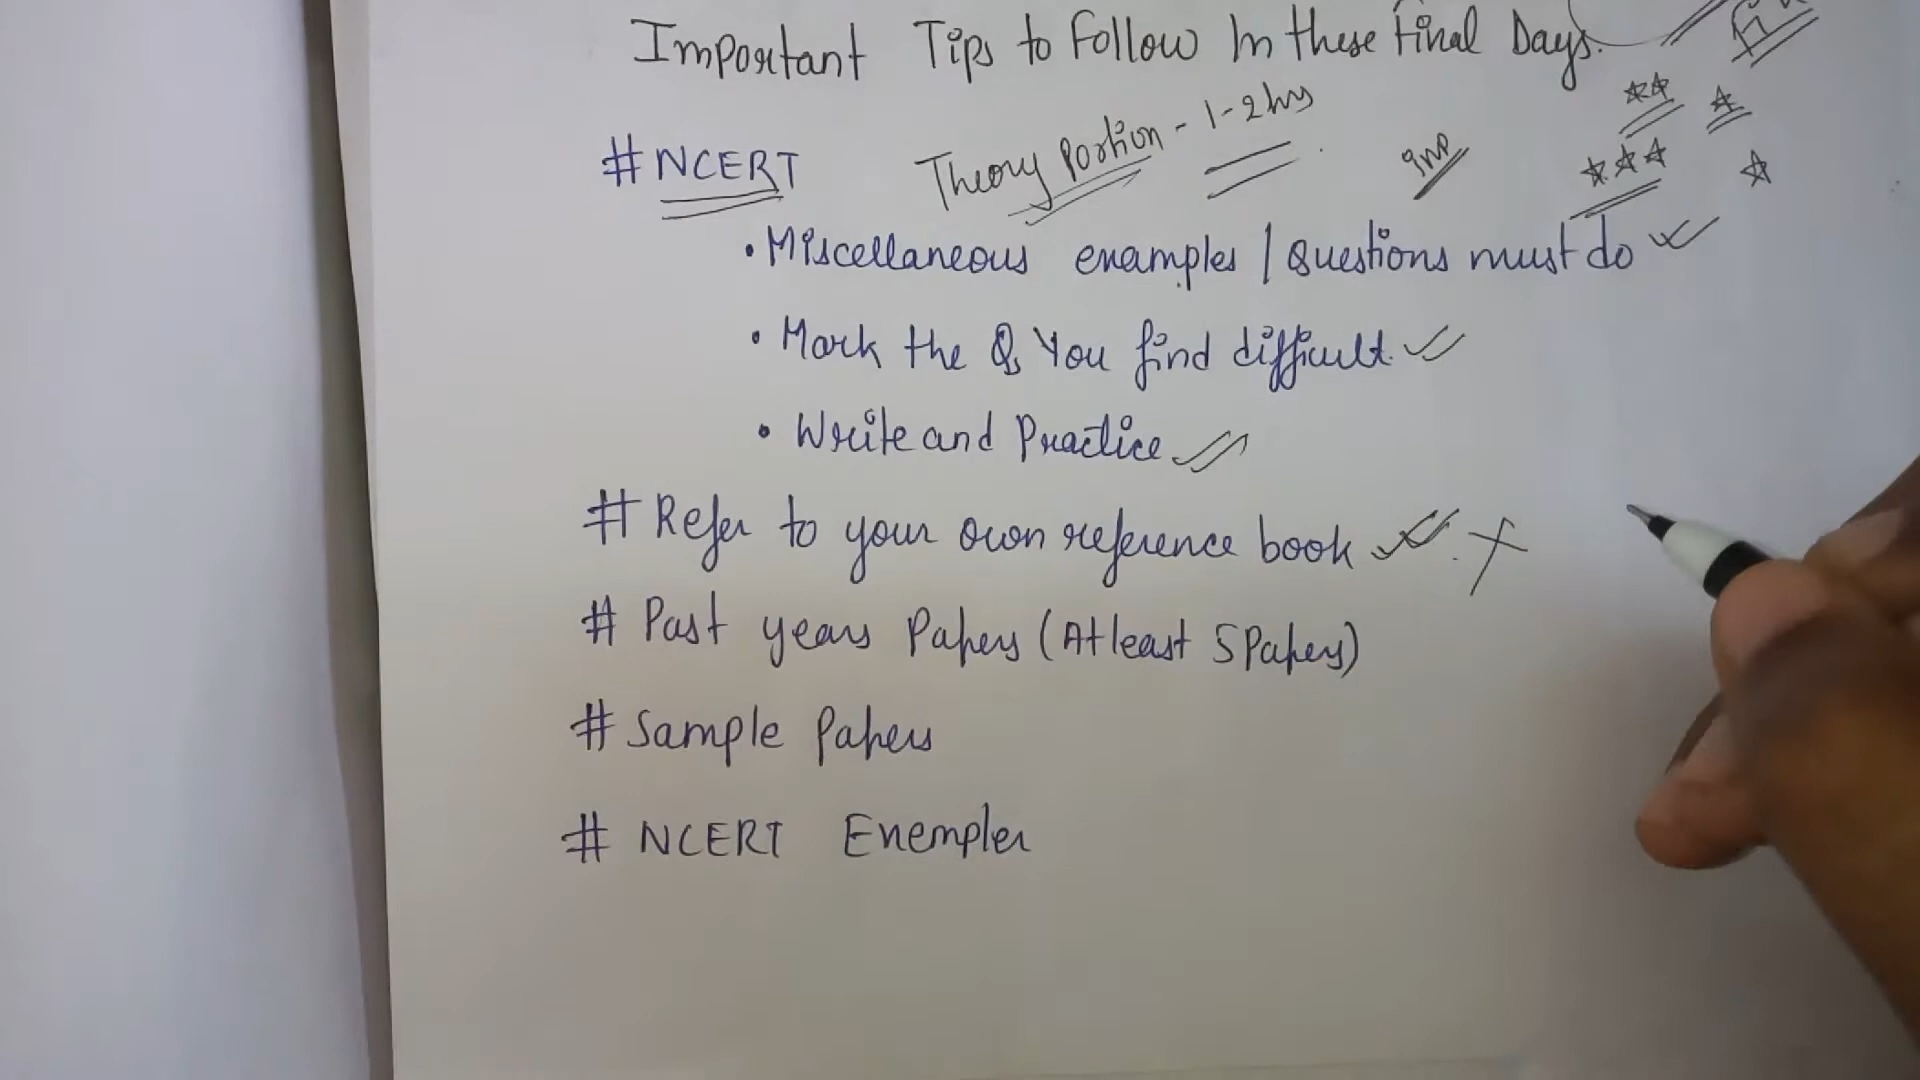 Important Tips to Follow In these Final Days.
#NCERT Theory Portion - 1-2 hrs imp
• Miscellaneous examples / Questions must do
• Mark the Qs You find difficult.
• Write and Practice
# Refer to your own reference book
# Past years Papers (Atleast 5 Papers)
# Sample Papers
# NCERT Exempler